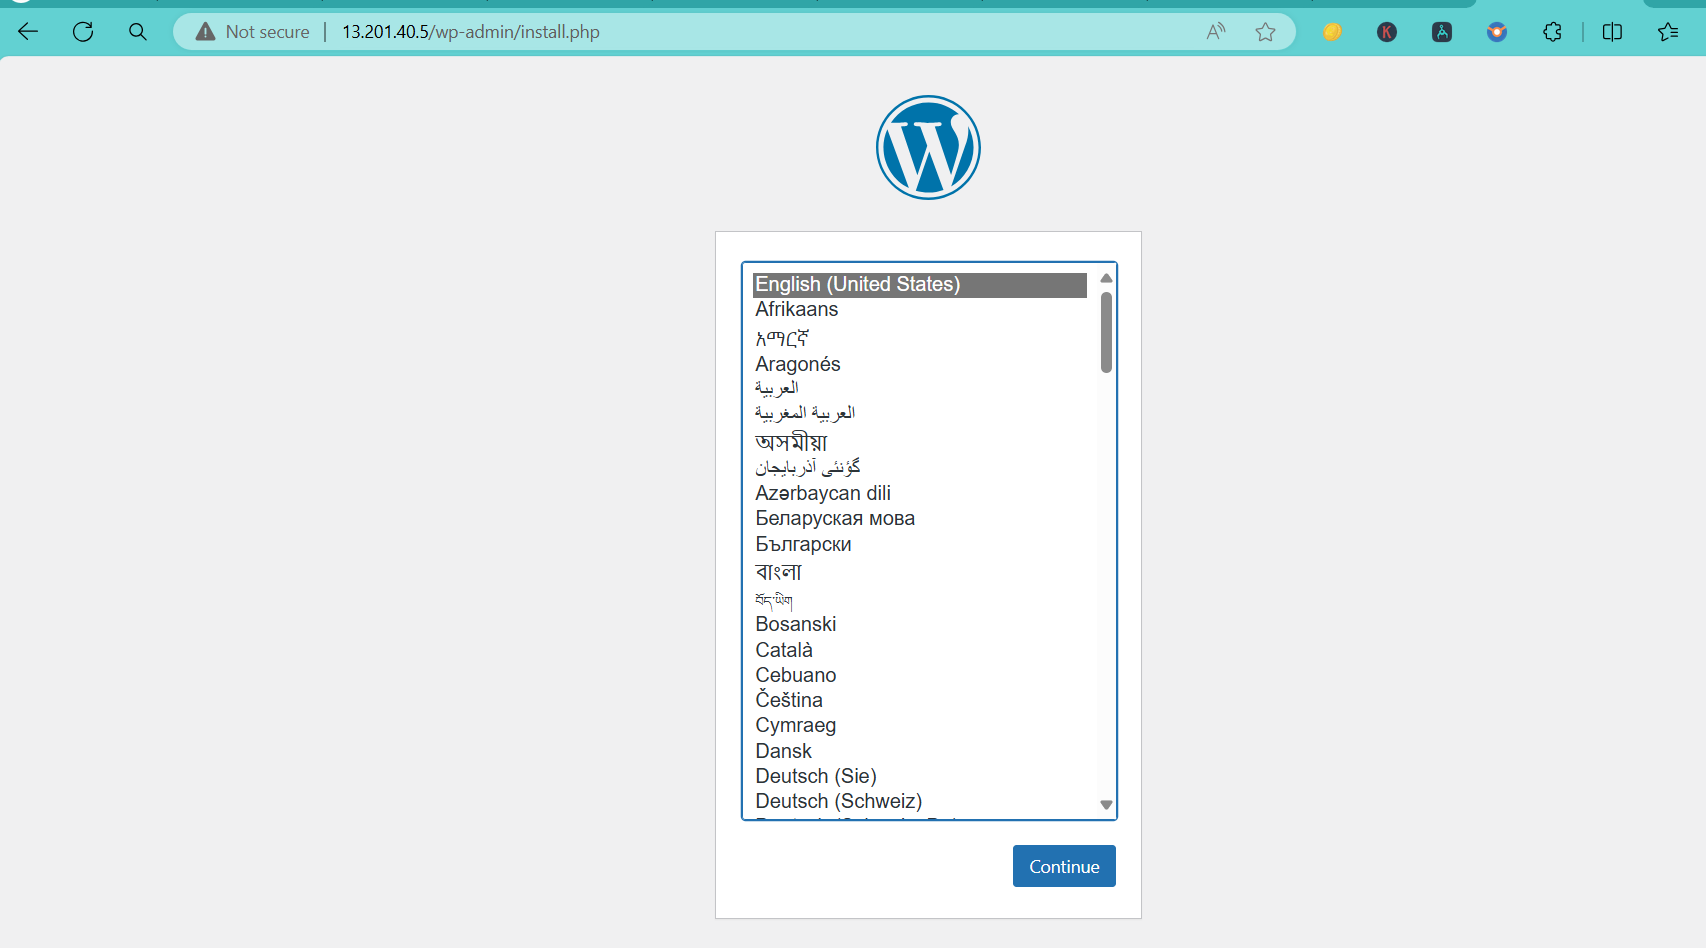 Not secure
13.201.40.5/wp-admin/install.php
English (United States)
Afrikaans
አማርኛ
Aragonés
العربية
العربية المغربية
অসমীয়া
گؤنئی آذربایجان
Azərbaycan dili
Беларуская мова
Български
বাংলা
བོད་ཡིག
Bosanski
Català
Cebuano
Čeština
Cymraeg
Dansk
Deutsch (Sie)
Deutsch (Schweiz)
Continue